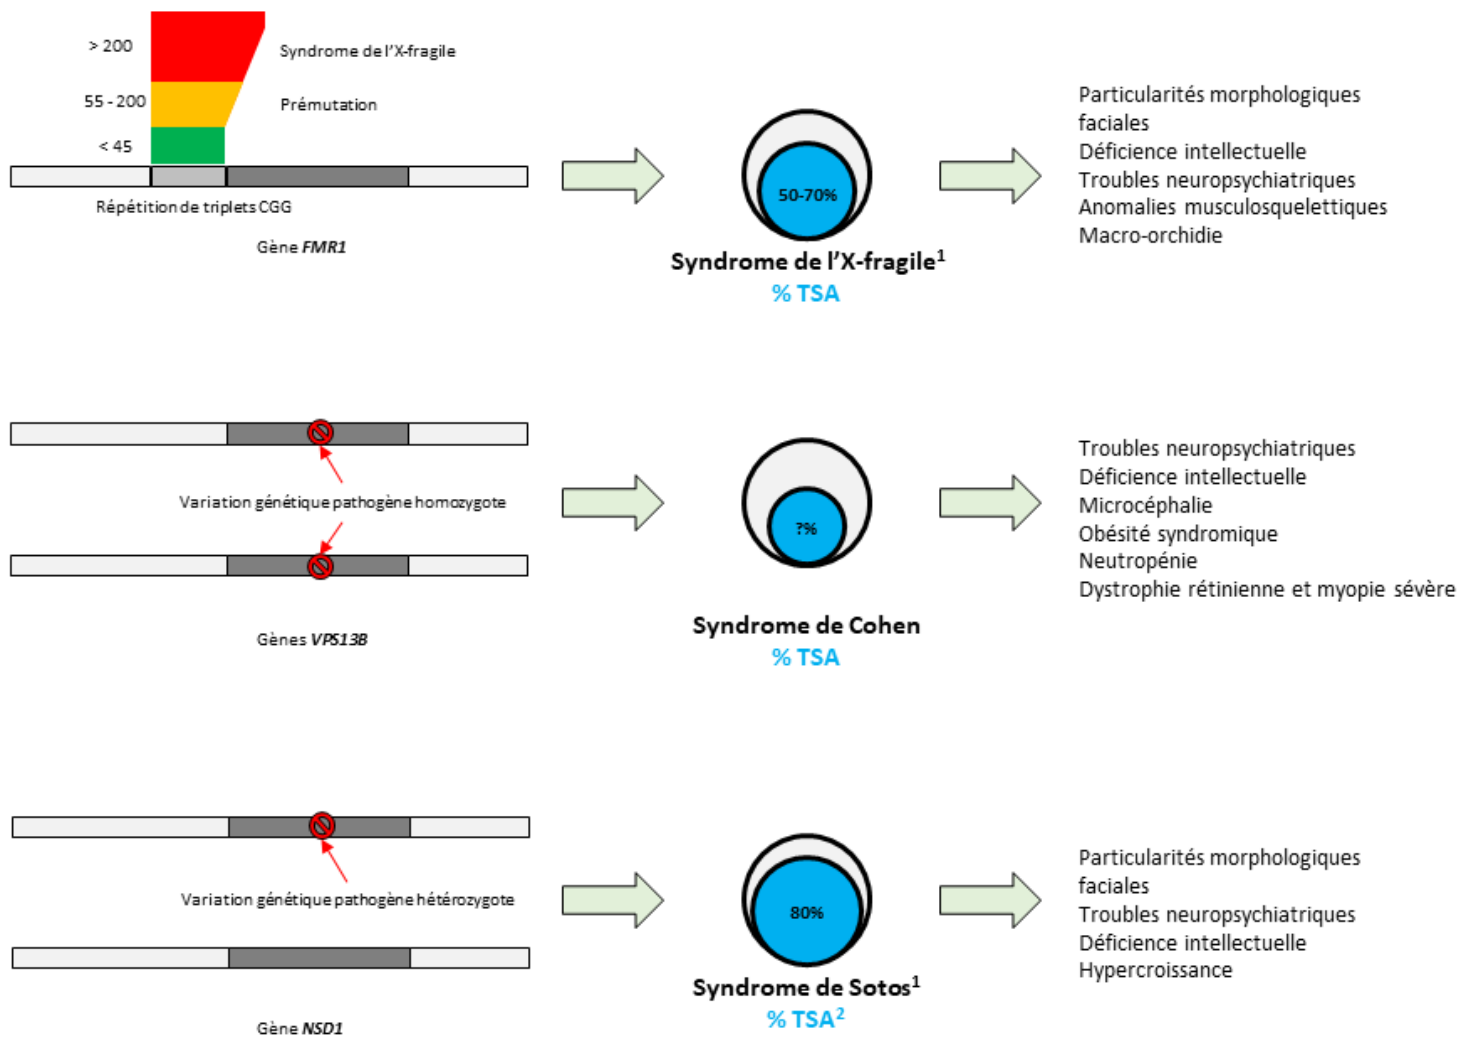 > 200
Syndrome de l'X-fragile
55 - 200
Prémutation
< 45
Répétition de triplets CGG
Gène FMR1
50-70%
Syndrome de l'X-fragile¹
% TSA
Particularités morphologiques
faciales
Déficience intellectuelle
Troubles neuropsychiatriques
Anomalies musculosquelettiques
Macro-orchidie
Variation génétique pathogène homozygote
Gènes VPS13B
?%
Syndrome de Cohen
% TSA
Troubles neuropsychiatriques
Déficience intellectuelle
Microcéphalie
Obésité syndromique
Neutropénie
Dystrophie rétinienne et myopie sévère
Variation génétique pathogène hétérozygote
Gène NSD1
80%
Syndrome de Sotos¹
% TSA²
Particularités morphologiques
faciales
Troubles neuropsychiatriques
Déficience intellectuelle
Hypercroissance